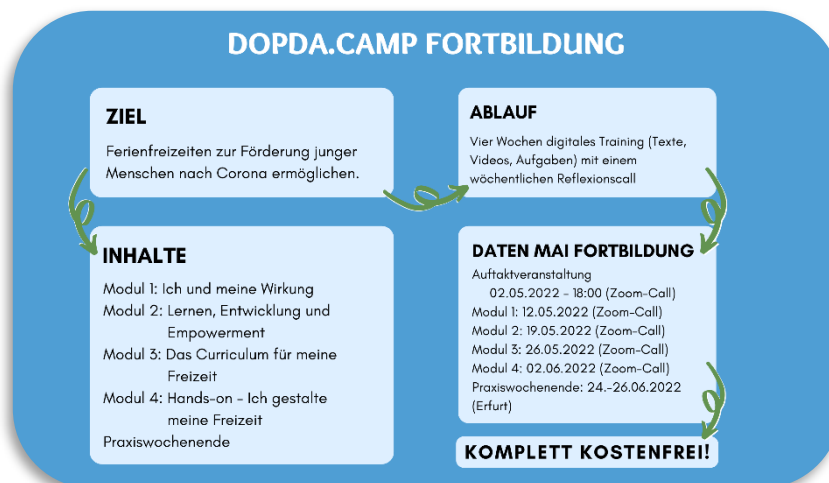 DOPDA.CAMP FORTBILDUNG
ZIEL
Ferienfreizeiten zur Förderung junger
Menschen nach Corona ermöglichen.
ABLAUF
Vier Wochen digitales Training (Texte,
Videos, Aufgaben) mit einem
wöchentlichen Reflexionscall
INHALTE
Modul 1: Ich und meine Wirkung
Modul 2: Lernen, Entwicklung und
Empowerment
Modul 3: Das Curriculum für meine
Freizeit
Modul 4: Hands-on - Ich gestalte
meine Freizeit
Praxiswochenende
DATEN MAI FORTBILDUNG
Auftaktveranstaltung
02.05.2022 - 18:00 (Zoom-Call)
Modul 1: 12.05.2022 (Zoom-Call)
Modul 2: 19.05.2022 (Zoom-Call)
Modul 3: 26.05.2022 (Zoom-Call)
Modul 4: 02.06.2022 (Zoom-Call)
Praxiswochenende: 24.-26.06.2022
(Erfurt)
KOMPLETT KOSTENFREI!